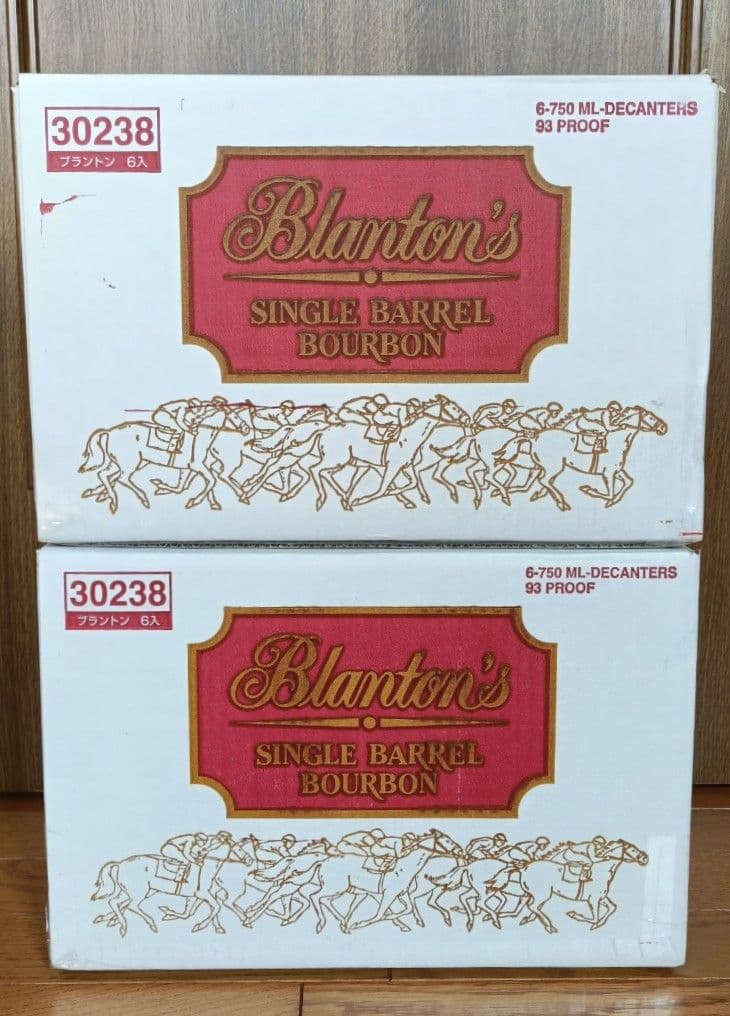 30238
ブラントン 6入
6-750 ML-DECANTERS
93 PROOF
Blanton's
SINGLE BARREL
BOURBON
30238
ブラントン 6入
6-750 ML-DECANTERS
93 PROOF
Blanton's
SINGLE BARREL
BOURBON